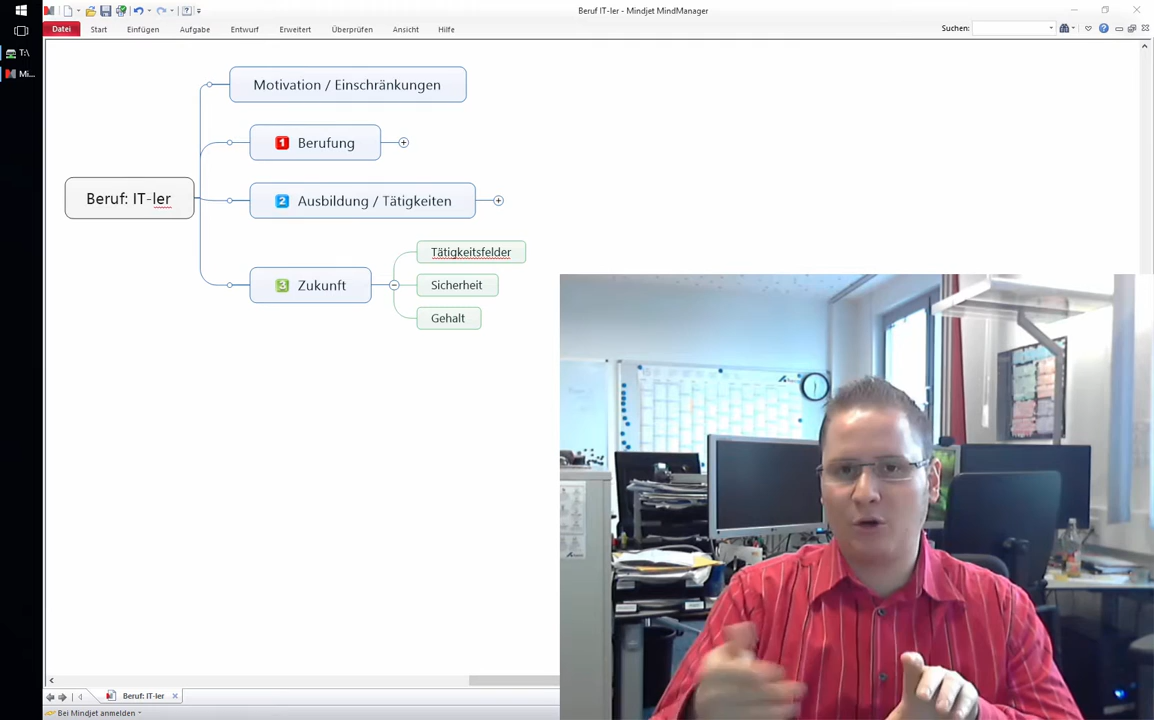 Beruf IT-ler - Mindjet MindManager
Datei Start Einfügen Aufgabe Entwurf Erweitert Überprüfen Ansicht Hilfe Suchen:
T:\
Mi...
Motivation / Einschränkungen
1 Berufung
Beruf: IT-ler
2 Ausbildung / Tätigkeiten
3 Zukunft
Tätigkeitsfelder
Sicherheit
Gehalt
Beruf: IT-ler
Bei Mindjet anmelden